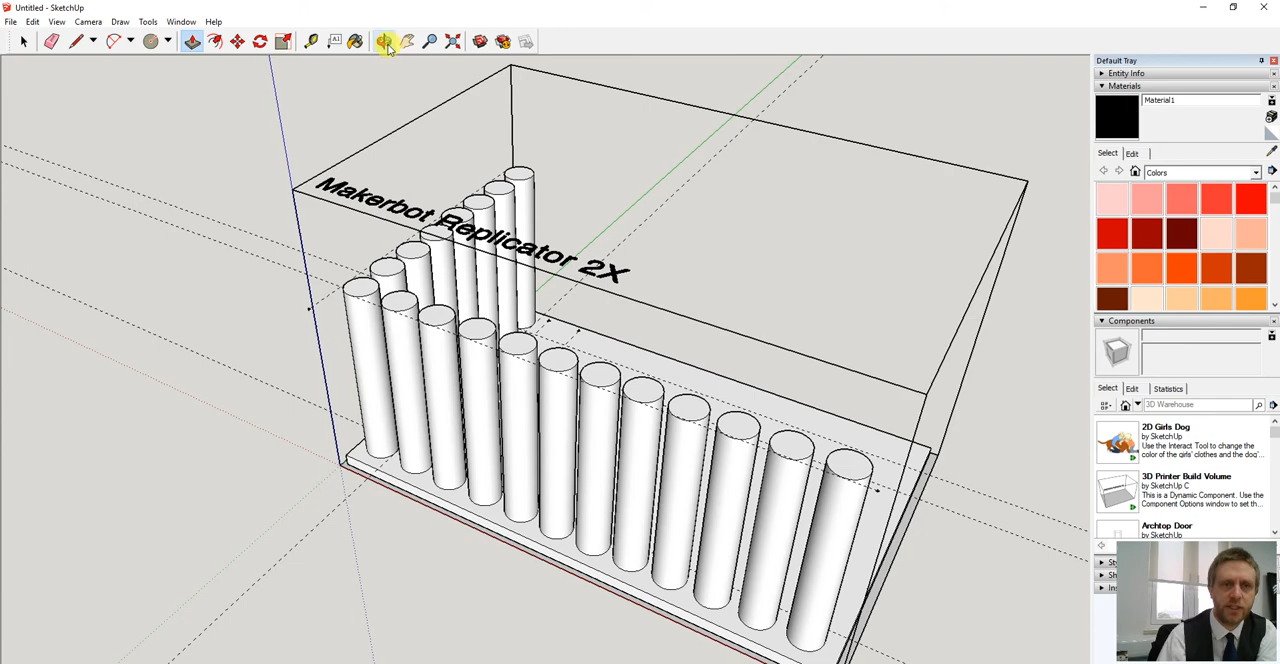 Untitled - SketchUp
File Edit View Camera Draw Tools Window Help
A1
Default Tray
Entity Info
Materials
Material1
Select Edit
Colors
Components
Select Edit Statistics
3D Warehouse
2D Girls Dog
by SketchUp
Use the Interact Tool to change the
color of the girls' clothes and the dog'..
3D Printer Build Volume
by SketchUp C
This is a Dynamic Component. Use the
Component Options window to set th..
Archtop Door
by SketchUp
Makerbot Replicator 2X